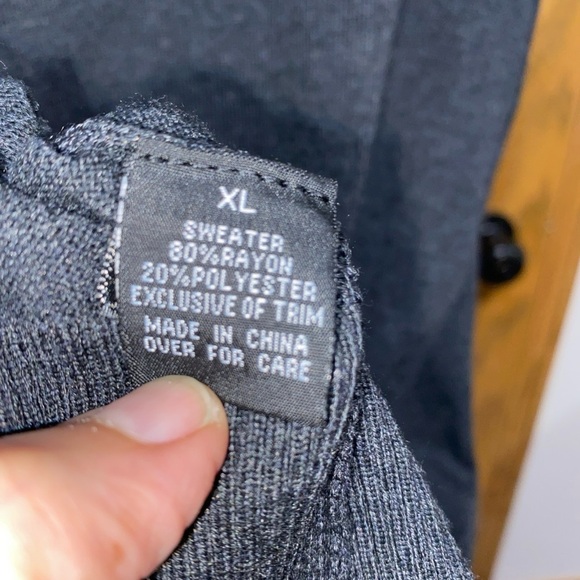 XL
SWEATER
80%RAYON
20%POLYESTER
EXCLUSIVE OF TRIM
MADE IN CHINA
OVER FOR CARE